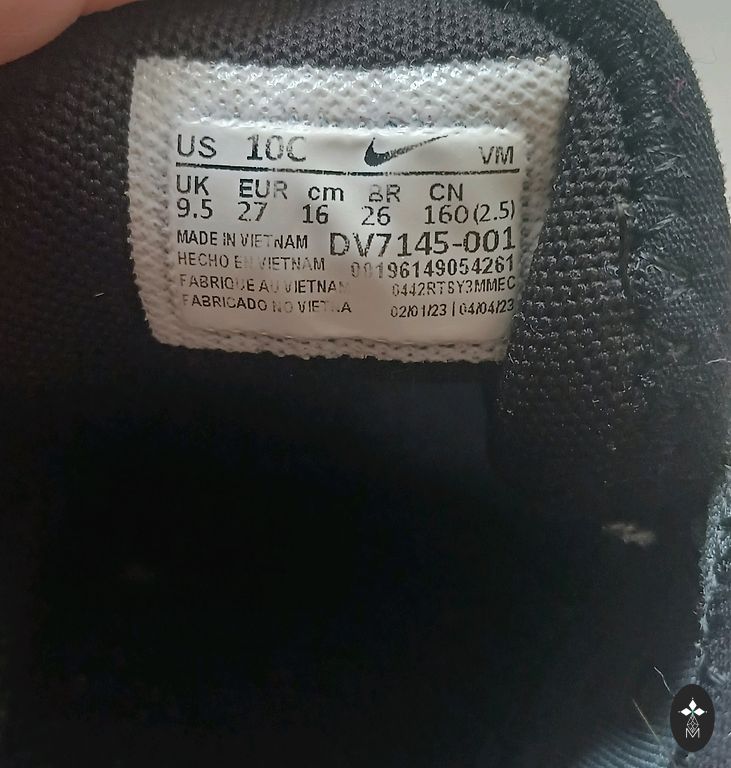 US 10C VM
UK EUR cm BR CN
9.5 27 16 26 160(2.5)
MADE IN VIETNAM DV7145-001
HECHO EN VIETNAM 00196149054261
FABRIQUE AU VIETNAM 0442RTSY3MMEC
FABRICADO NO VIETNA 02/01/23 | 04/04/23
M